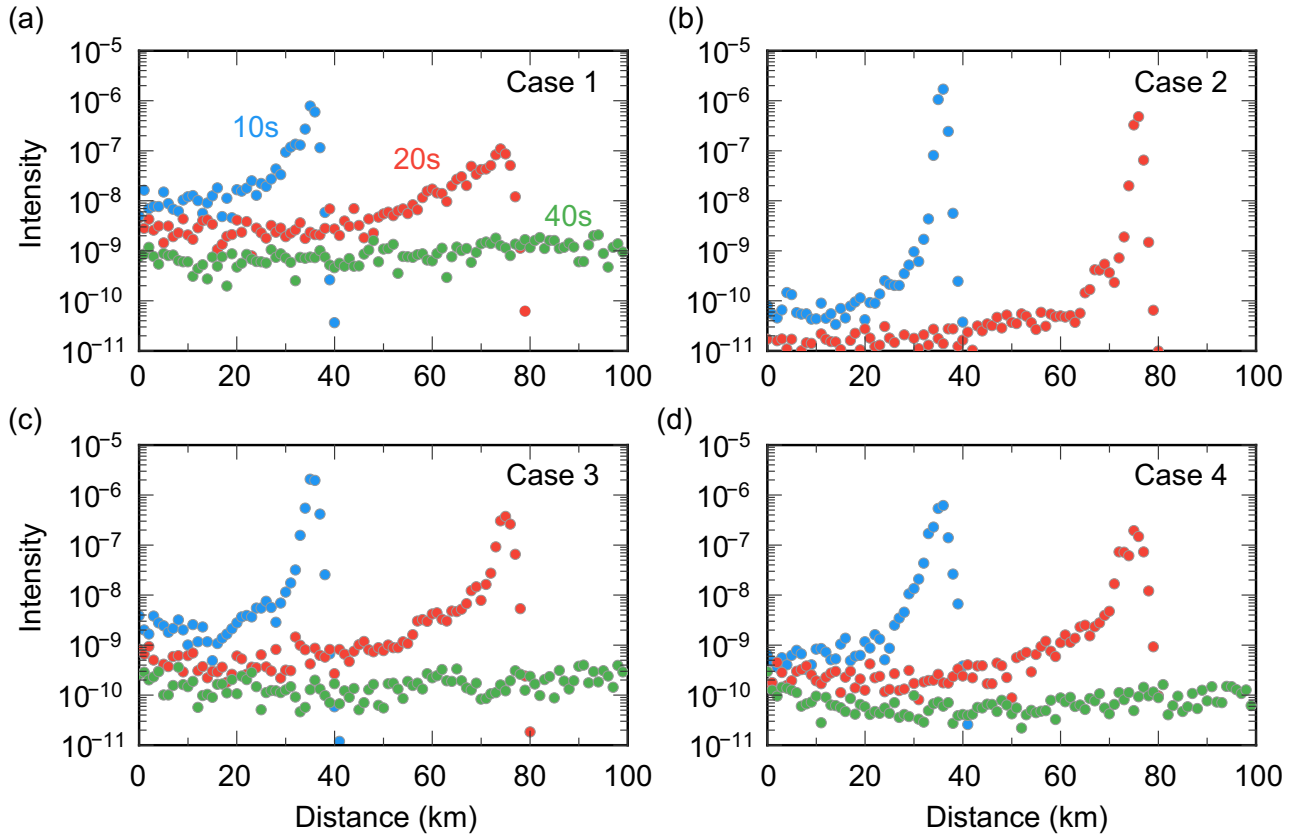 (a)
Case 1
10s
20s
40s
Intensity
10⁻⁵
10⁻⁶
10⁻⁷
10⁻⁸
10⁻⁹
10⁻¹⁰
10⁻¹¹
0 20 40 60 80 100
(b)
Case 2
10⁻⁵
10⁻⁶
10⁻⁷
10⁻⁸
10⁻⁹
10⁻¹⁰
10⁻¹¹
0 20 40 60 80 100
(c)
Case 3
Intensity
10⁻⁵
10⁻⁶
10⁻⁷
10⁻⁸
10⁻⁹
10⁻¹⁰
10⁻¹¹
0 20 40 60 80 100
Distance (km)
(d)
Case 4
10⁻⁵
10⁻⁶
10⁻⁷
10⁻⁸
10⁻⁹
10⁻¹⁰
10⁻¹¹
0 20 40 60 80 100
Distance (km)